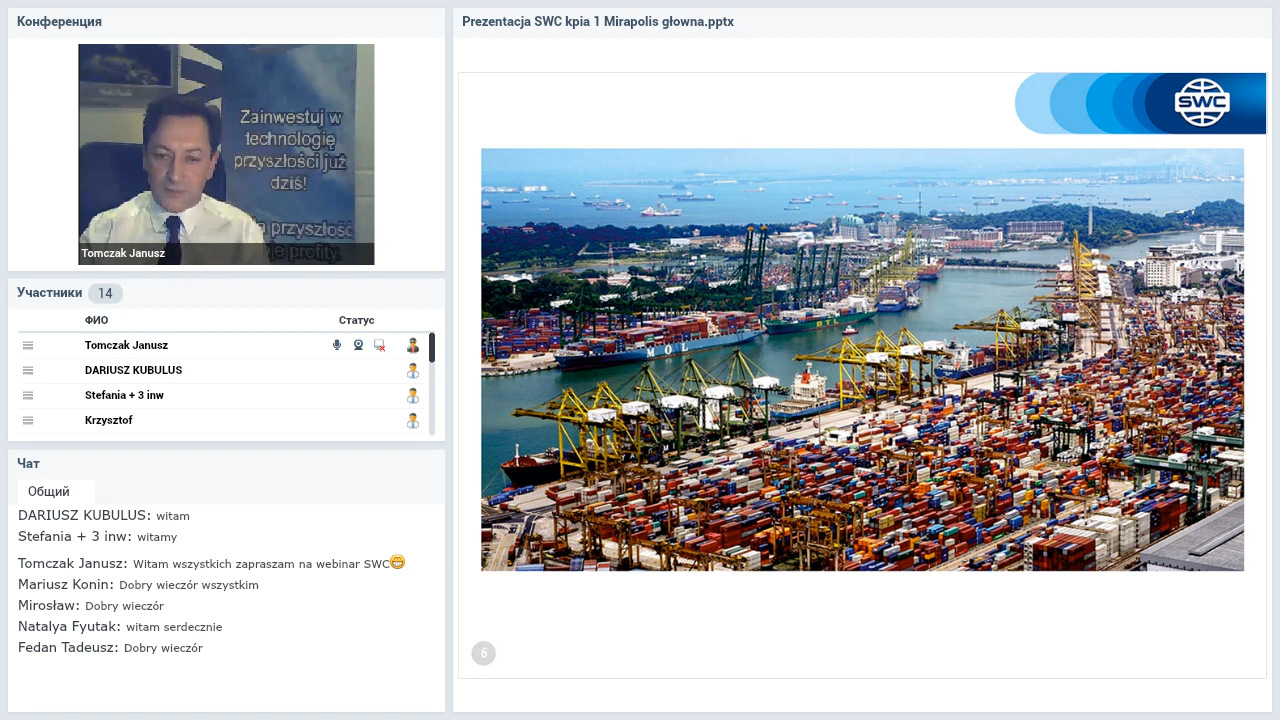 Конференция
Zainwestuj w
technologię
przyszłości już
dziś!
przyszłość
profity.
Tomczak Janusz
Участники 14
ФИО Статус
Tomczak Janusz
DARIUSZ KUBULUS
Stefania + 3 inw
Krzysztof
Чат
Общий
DARIUSZ KUBULUS: witam
Stefania + 3 inw: witamy
Tomczak Janusz: Witam wszystkich zapraszam na webinar SWC
Mariusz Konin: Dobry wieczór wszystkim
Mirosław: Dobry wieczór
Natalya Fyutak: witam serdecznie
Fedan Tadeusz: Dobry wieczór
Prezentacja SWC kpia 1 Mirapolis głowna.pptx
SWC
M O L
6